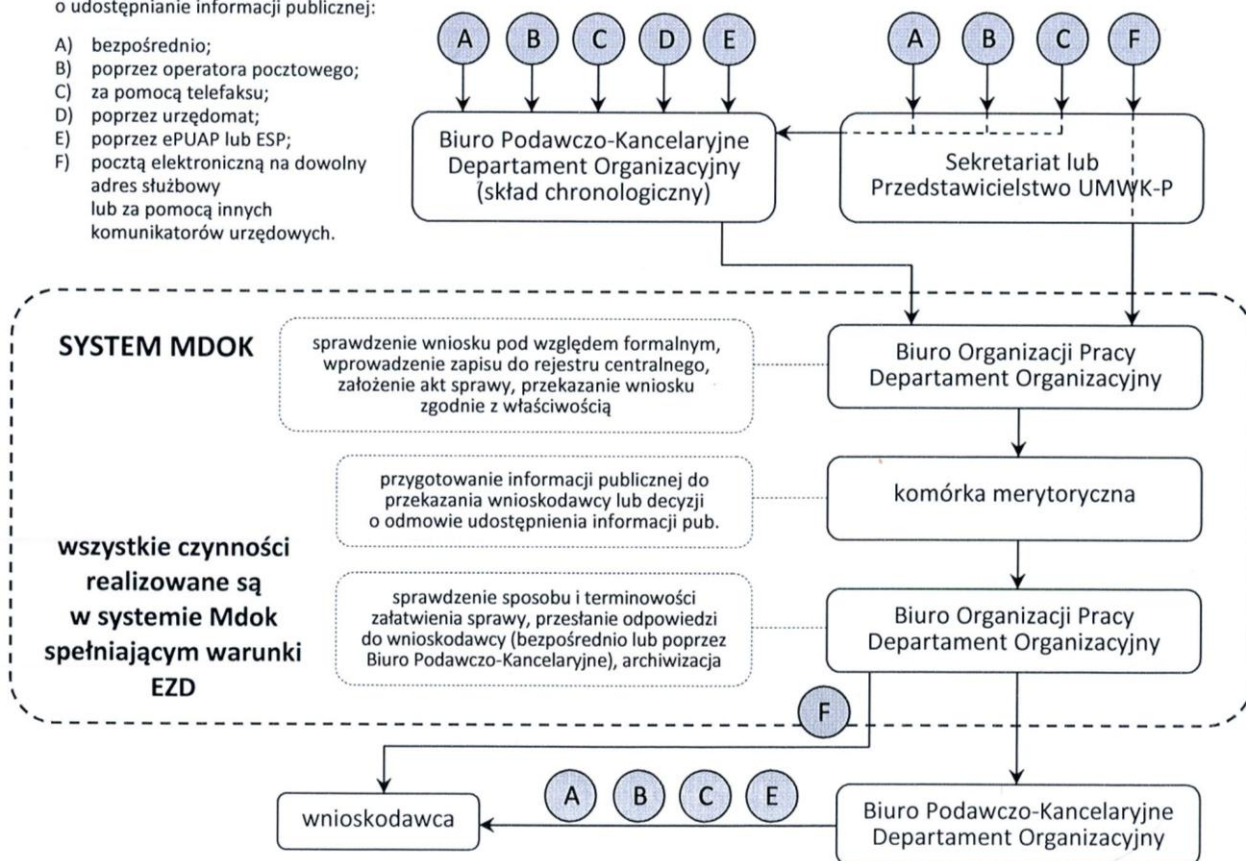 o udostępnianie informacji publicznej:
A) bezpośrednio;
B) poprzez operatora pocztowego;
C) za pomocą telefaksu;
D) poprzez urzędomat;
E) poprzez ePUAP lub ESP;
F) pocztą elektroniczną na dowolny
adres służbowy
lub za pomocą innych
komunikatorów urzędowych.
A B C D E
A B C F
Biuro Podawczo-Kancelaryjne
Departament Organizacyjny
(skład chronologiczny)
Sekretariat lub
Przedstawicielstwo UMWK-P
SYSTEM MDOK
sprawdzenie wniosku pod względem formalnym,
wprowadzenie zapisu do rejestru centralnego,
założenie akt sprawy, przekazanie wniosku
zgodnie z właściwością
Biuro Organizacji Pracy
Departament Organizacyjny
przygotowanie informacji publicznej do
przekazania wnioskodawcy lub decyzji
o odmowie udostępnienia informacji pub.
komórka merytoryczna
wszystkie czynności
realizowane są
w systemie Mdok
spełniającym warunki
EZD
sprawdzenie sposobu i terminowości
załatwienia sprawy, przesłanie odpowiedzi
do wnioskodawcy (bezpośrednio lub poprzez
Biuro Podawczo-Kancelaryjne), archiwizacja
Biuro Organizacji Pracy
Departament Organizacyjny
F
wnioskodawca
A B C E
Biuro Podawczo-Kancelaryjne
Departament Organizacyjny